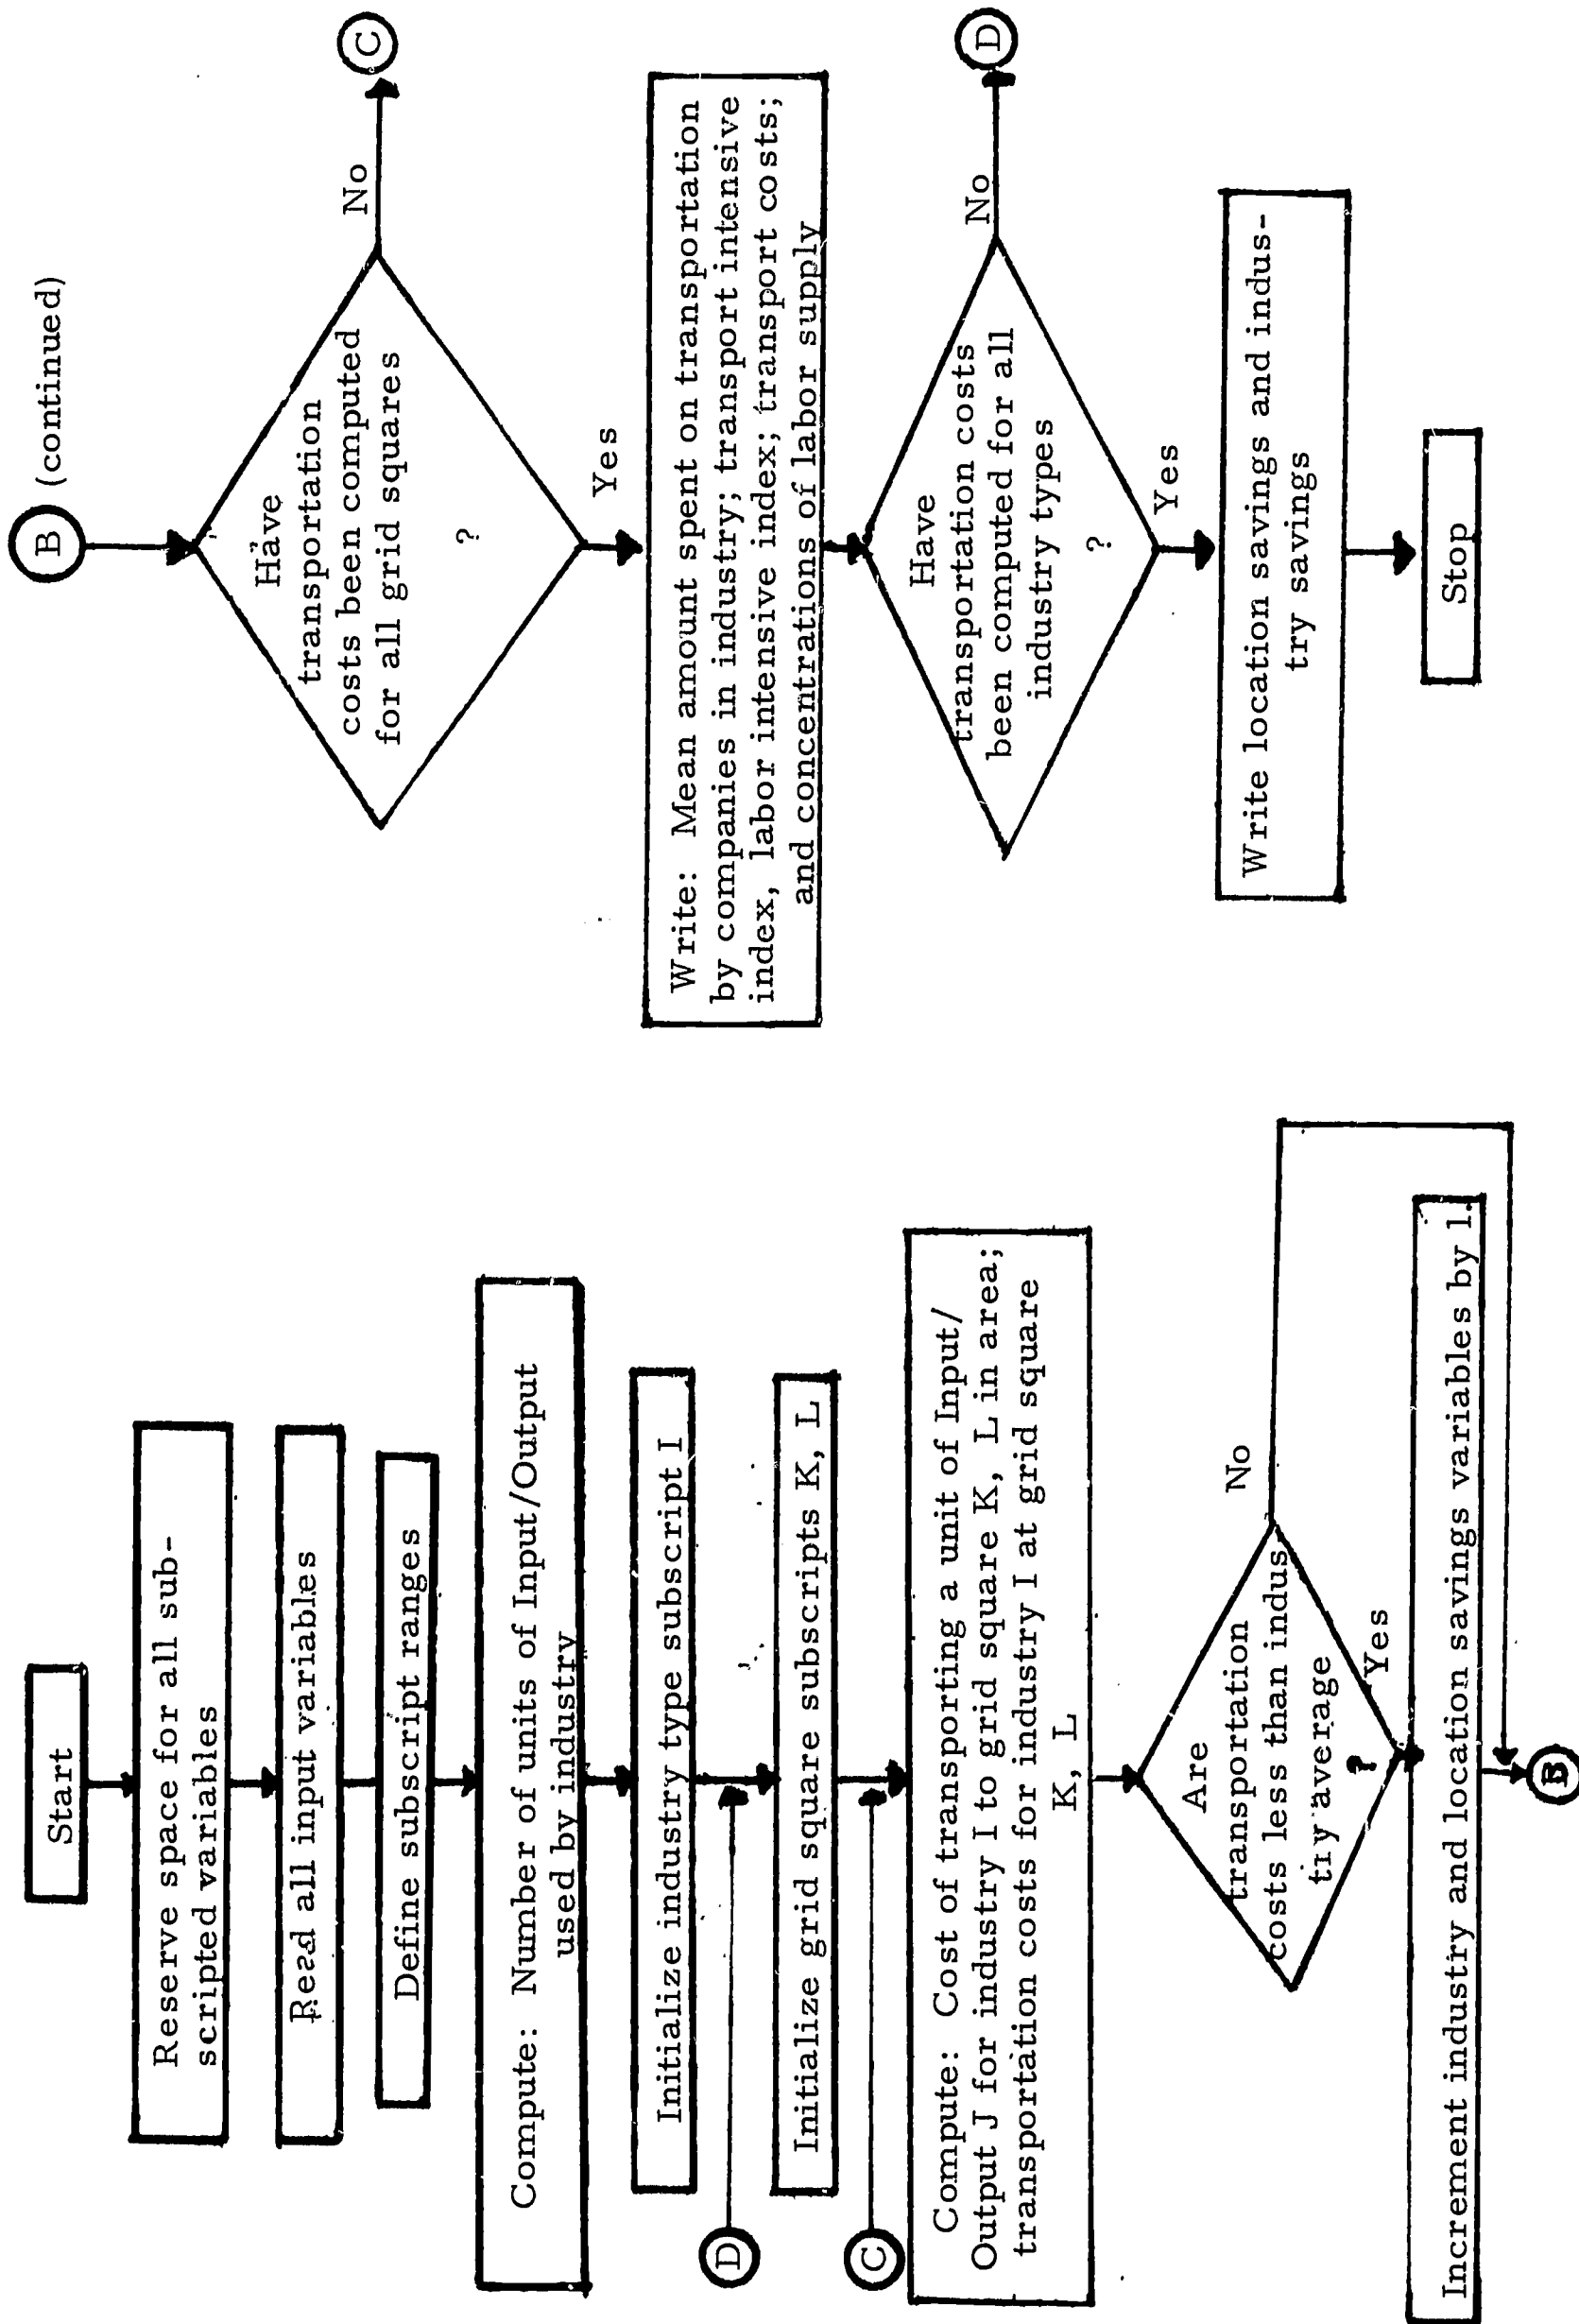 Start
Reserve space for all sub-
scripted variables
Read all input variables
Define subscript ranges
Compute: Number of units of Input/Output
used by industry
Initialize industry type subscript I
D
Initialize grid square subscripts K, L
C
Compute: Cost of transporting a unit of Input/
Output J for industry I to grid square K, L in area;
transportation costs for industry I at grid square
K, L
Are
transportation
costs less than indus
try average
?
No
Yes
Increment industry and location savings variables by 1.
B
B (continued)
Have
transportation
costs been computed
for all grid squares
?
No
C
Yes
Write: Mean amount spent on transportation
by companies in industry; transport intensive
index, labor intensive index; transport costs;
and concentrations of labor supply
Have
transportation costs
been computed for all
industry types
?
No
D
Yes
Write location savings and indus-
try savings
Stop